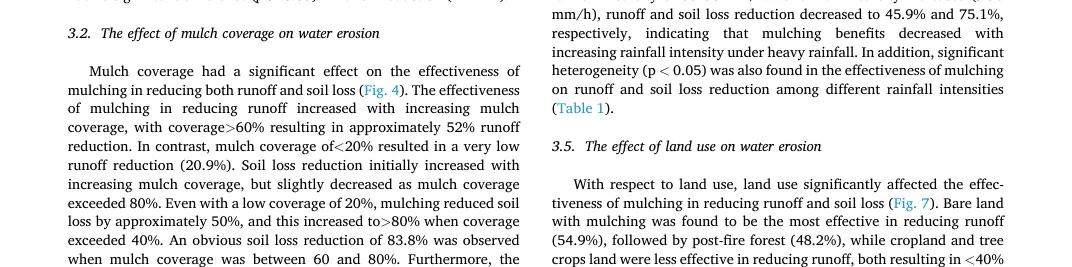 3.2. The effect of mulch coverage on water erosion
Mulch coverage had a significant effect on the effectiveness of
mulching in reducing both runoff and soil loss (Fig. 4). The effectiveness
of mulching in reducing runoff increased with increasing mulch
coverage, with coverage>60% resulting in approximately 52% runoff
reduction. In contrast, mulch coverage of<20% resulted in a very low
runoff reduction (20.9%). Soil loss reduction initially increased with
increasing mulch coverage, but slightly decreased as mulch coverage
exceeded 80%. Even with a low coverage of 20%, mulching reduced soil
loss by approximately 50%, and this increased to>80% when coverage
exceeded 40%. An obvious soil loss reduction of 83.8% was observed
when mulch coverage was between 60 and 80%. Furthermore, the
mm/h), runoff and soil loss reduction decreased to 45.9% and 75.1%,
respectively, indicating that mulching benefits decreased with
increasing rainfall intensity under heavy rainfall. In addition, significant
heterogeneity (p < 0.05) was also found in the effectiveness of mulching
on runoff and soil loss reduction among different rainfall intensities
(Table 1).
3.5. The effect of land use on water erosion
With respect to land use, land use significantly affected the effec-
tiveness of mulching in reducing runoff and soil loss (Fig. 7). Bare land
with mulching was found to be the most effective in reducing runoff
(54.9%), followed by post-fire forest (48.2%), while cropland and tree
crops land were less effective in reducing runoff, both resulting in <40%